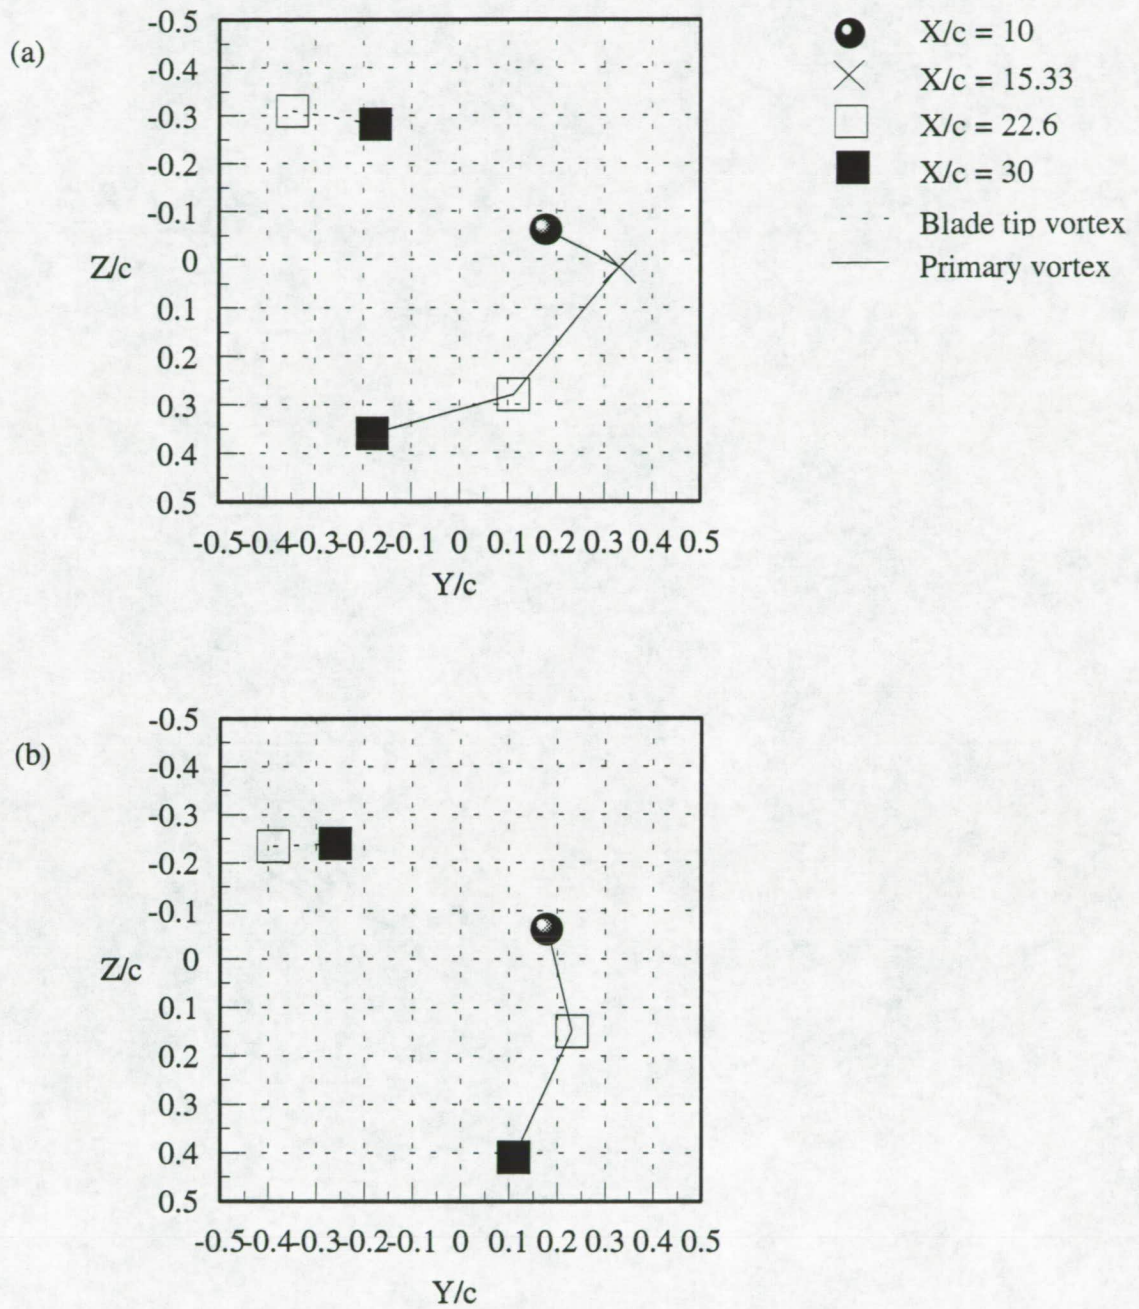 (a)
-0.5
-0.4
-0.3
-0.2
-0.1
0
0.1
0.2
0.3
0.4
0.5
Z/c
-0.5-0.4-0.3-0.2-0.1 0 0.1 0.2 0.3 0.4 0.5
Y/c
X/c = 10
X/c = 15.33
X/c = 22.6
X/c = 30
Blade tip vortex
Primary vortex
(b)
-0.5
-0.4
-0.3
-0.2
-0.1
0
0.1
0.2
0.3
0.4
0.5
Z/c
-0.5-0.4-0.3-0.2-0.1 0 0.1 0.2 0.3 0.4 0.5
Y/c